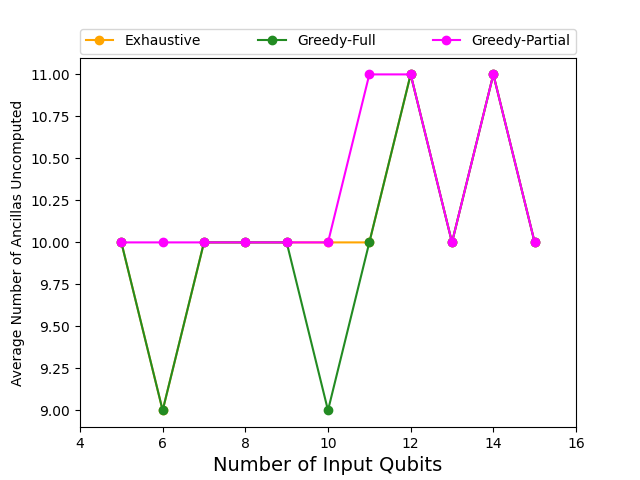 Exhaustive Greedy-Full Greedy-Partial
Average Number of Ancillas Uncomputed
11.00
10.75
10.50
10.25
10.00
9.75
9.50
9.25
9.00
4 6 8 10 12 14 16
Number of Input Qubits